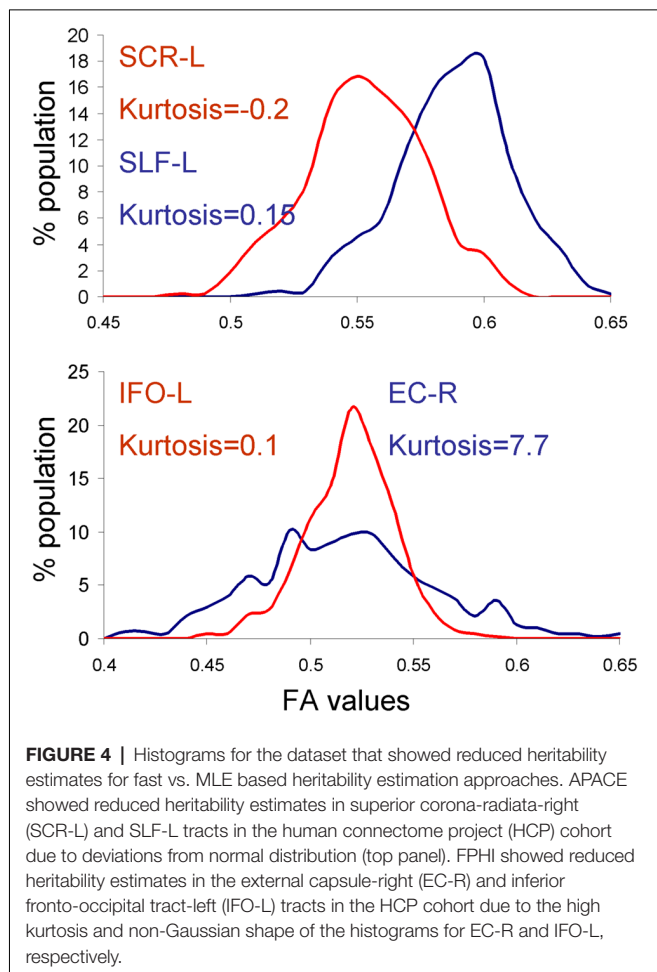 20
18
16
14
12
10
8
6
4
2
0
% population
SCR-L
Kurtosis=-0.2
SLF-L
Kurtosis=0.15
0.45 0.5 0.55 0.6 0.65
25
20
15
10
5
0
% population
IFO-L
Kurtosis=0.1
EC-R
Kurtosis=7.7
0.4 0.45 0.5 0.55 0.6 0.65
FA values
FIGURE 4 | Histograms for the dataset that showed reduced heritability
estimates for fast vs. MLE based heritability estimation approaches. APACE
showed reduced heritability estimates in superior corona-radiata-right
(SCR-L) and SLF-L tracts in the human connectome project (HCP) cohort
due to deviations from normal distribution (top panel). FPHI showed reduced
heritability estimates in the external capsule-right (EC-R) and inferior
fronto-occipital tract-left (IFO-L) tracts in the HCP cohort due to the high
kurtosis and non-Gaussian shape of the histograms for EC-R and IFO-L,
respectively.